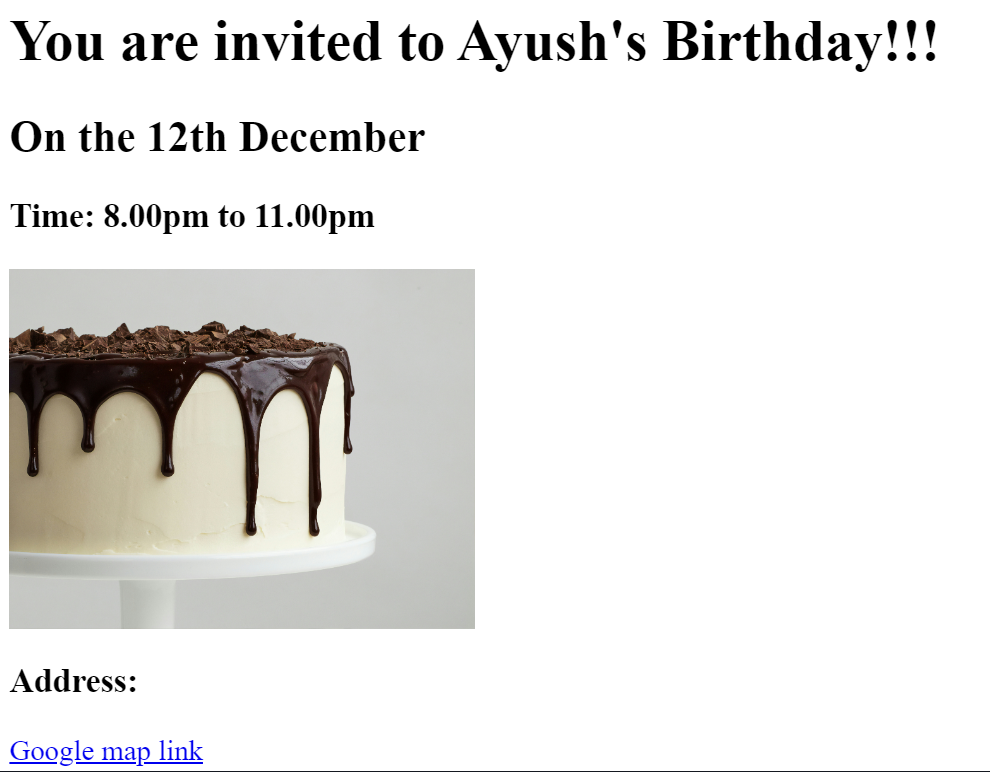 You are invited to Ayush's Birthday!!!
On the 12th December
Time: 8.00pm to 11.00pm
Address:
Google map link